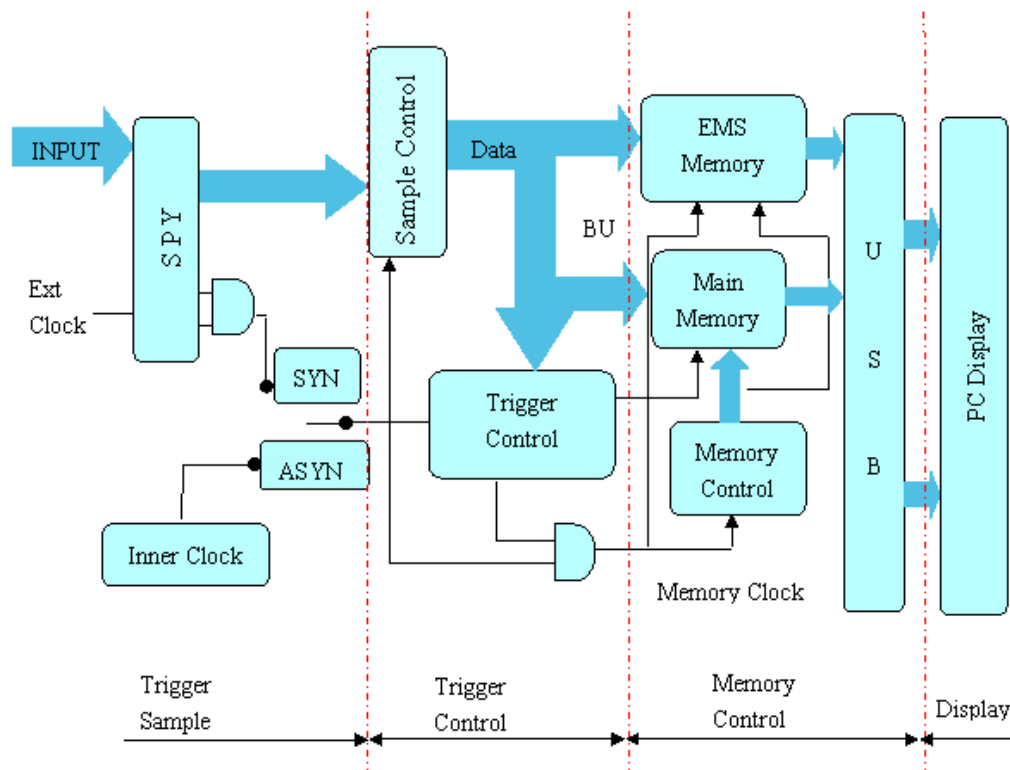 INPUT
SPY
Ext
Clock
SYN
ASYN
Inner Clock
Sample Control
Data
BU
Trigger
Control
EMS
Memory
Main
Memory
Memory
Control
Memory Clock
U
S
B
PC Display
Trigger
Sample
Trigger
Control
Memory
Control
Display